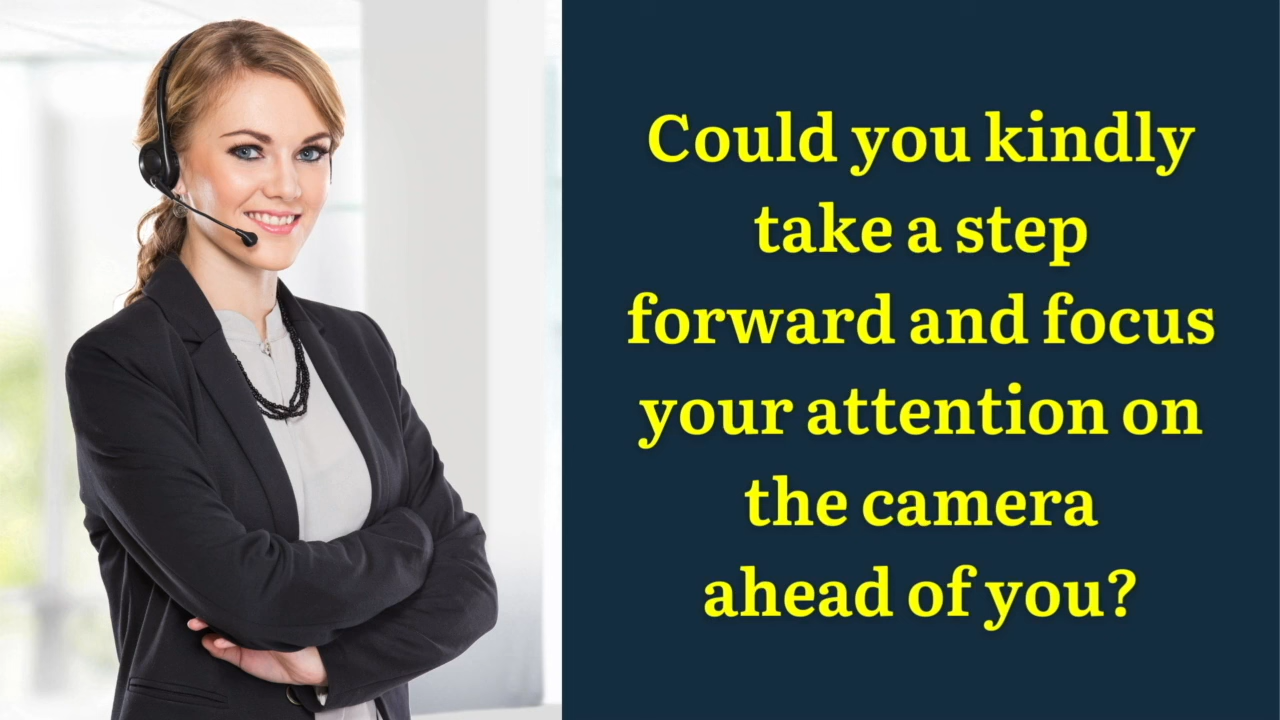 Could you kindly
take a step
forward and focus
your attention on
the camera
ahead of you?